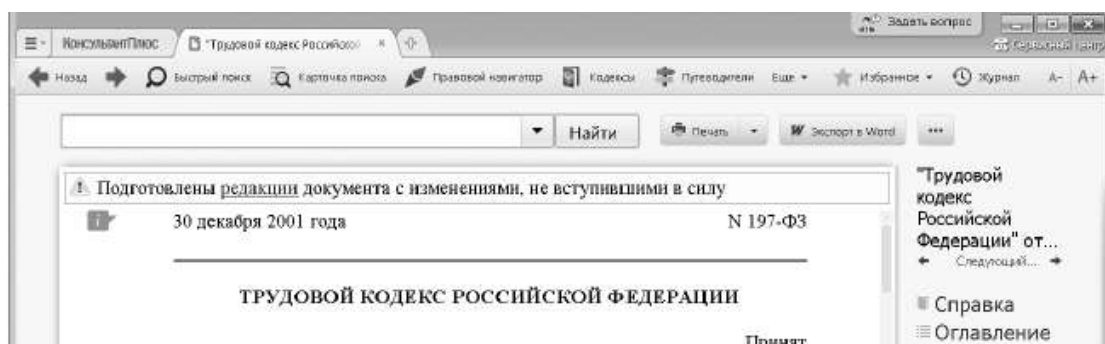 Задать вопрос
КонсультантПлюс "Трудовой кодекс Российской
Сервисный центр
Назад Быстрый поиск Карточка поиска Правовой навигатор Кодексы Путеводители Еще Избранное Журнал A- A+
Найти Печать Экспорт в Word
Подготовлены редакции документа с изменениями, не вступившими в силу
30 декабря 2001 года N 197-ФЗ
ТРУДОВОЙ КОДЕКС РОССИЙСКОЙ ФЕДЕРАЦИИ
Принят
"Трудовой
кодекс
Российской
Федерации" от...
Следующий...
Справка
Оглавление